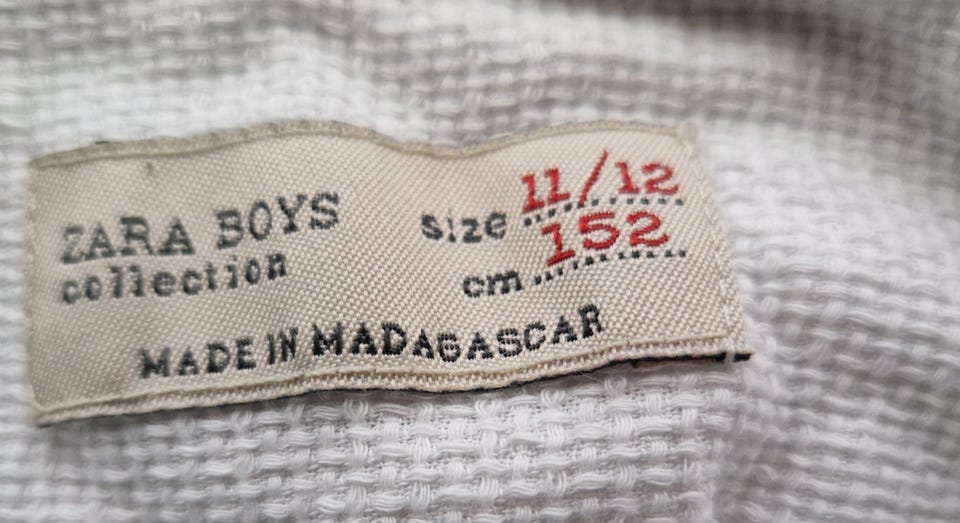 ZARA BOYS
collection
size 11/12
cm 152
MADE IN MADAGASCAR